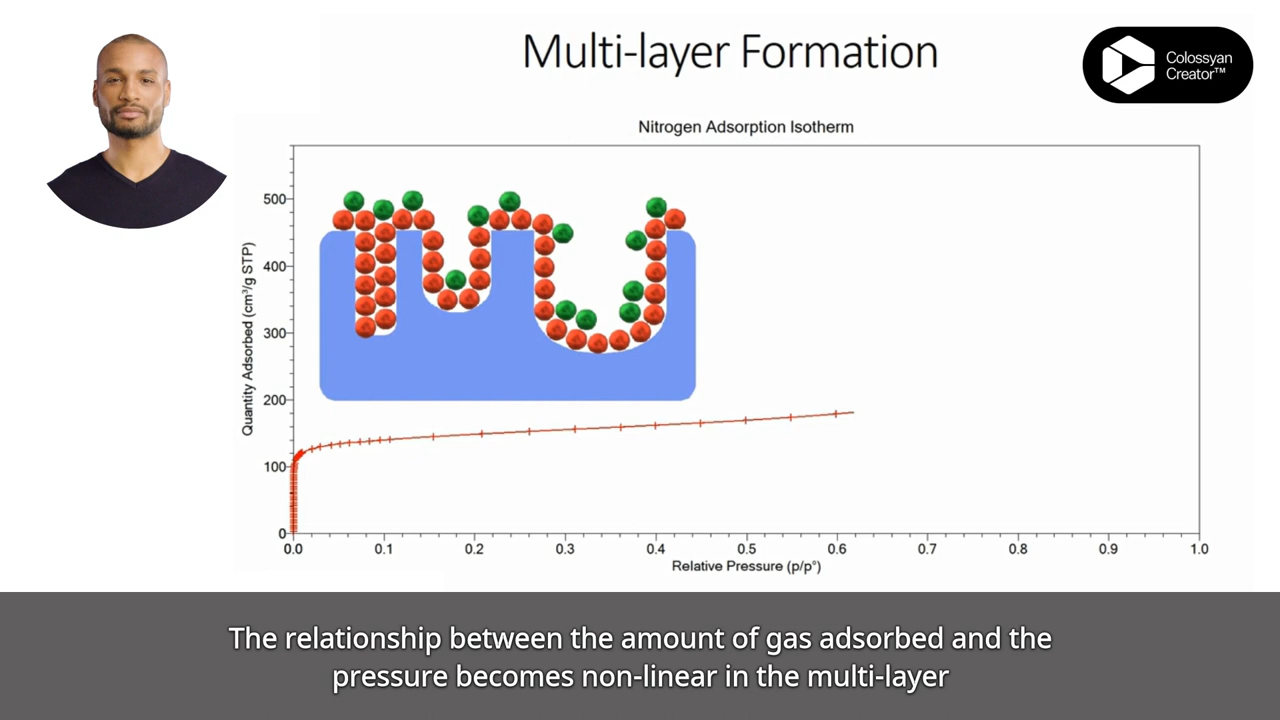 Multi-layer Formation
Colossyan
Creator™
Nitrogen Adsorption Isotherm
Quantity Adsorbed (cm³/g STP)
500
400
300
200
100
0
0.0 0.1 0.2 0.3 0.4 0.5 0.6 0.7 0.8 0.9 1.0
Relative Pressure (p/p°)
The relationship between the amount of gas adsorbed and the
pressure becomes non-linear in the multi-layer